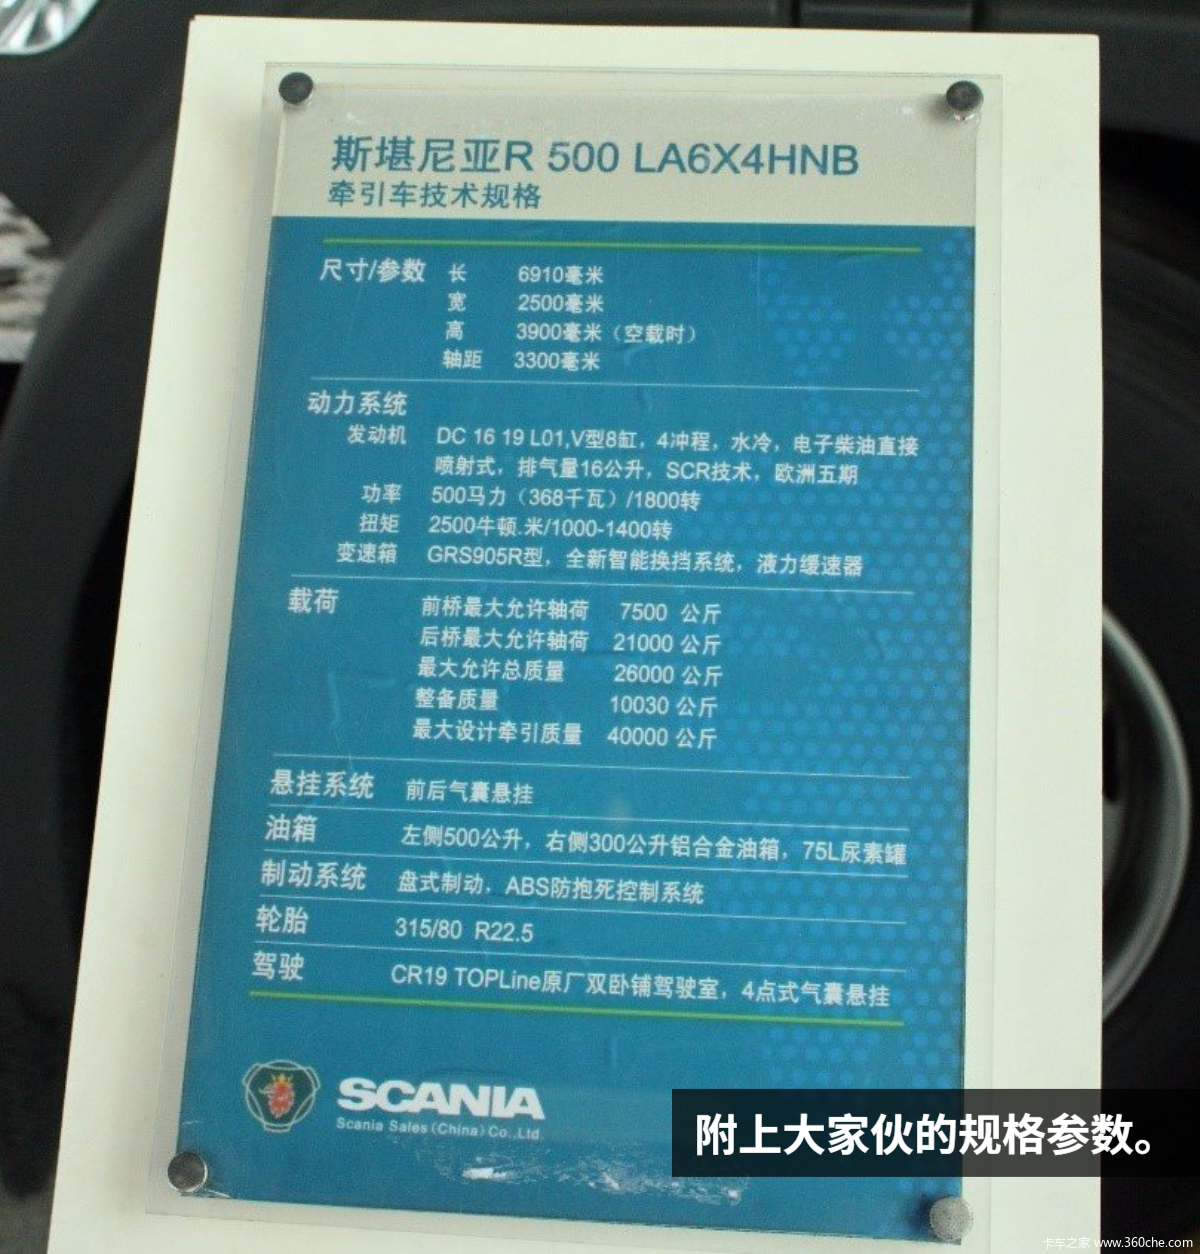 斯堪尼亚R 500 LA6X4HNB
牵引车技术规格
尺寸/参数 长 6910毫米
宽 2500毫米
高 3900毫米（空载时）
轴距 3300毫米
动力系统
发动机 DC 16 19 L01,V型8缸，4冲程，水冷，电子柴油直接
喷射式，排气量16公升，SCR技术，欧洲五期
功率 500马力（368千瓦）/1800转
扭矩 2500牛顿.米/1000-1400转
变速箱 GRS905R型，全新智能换挡系统，液力缓速器
载荷 前桥最大允许轴荷 7500 公斤
后桥最大允许轴荷 21000 公斤
最大允许总质量 26000 公斤
整备质量 10030 公斤
最大设计牵引质量 40000 公斤
悬挂系统 前后气囊悬挂
油箱 左侧500公升，右侧300公升铝合金油箱，75L尿素罐
制动系统 盘式制动，ABS防抱死控制系统
轮胎 315/80 R22.5
驾驶 CR19 TOPLine原厂双卧铺驾驶室，4点式气囊悬挂
SCANIA
Scania Sales (China) Co.,Ltd.
附上大家伙的规格参数。
卡车之家 www.360che.com